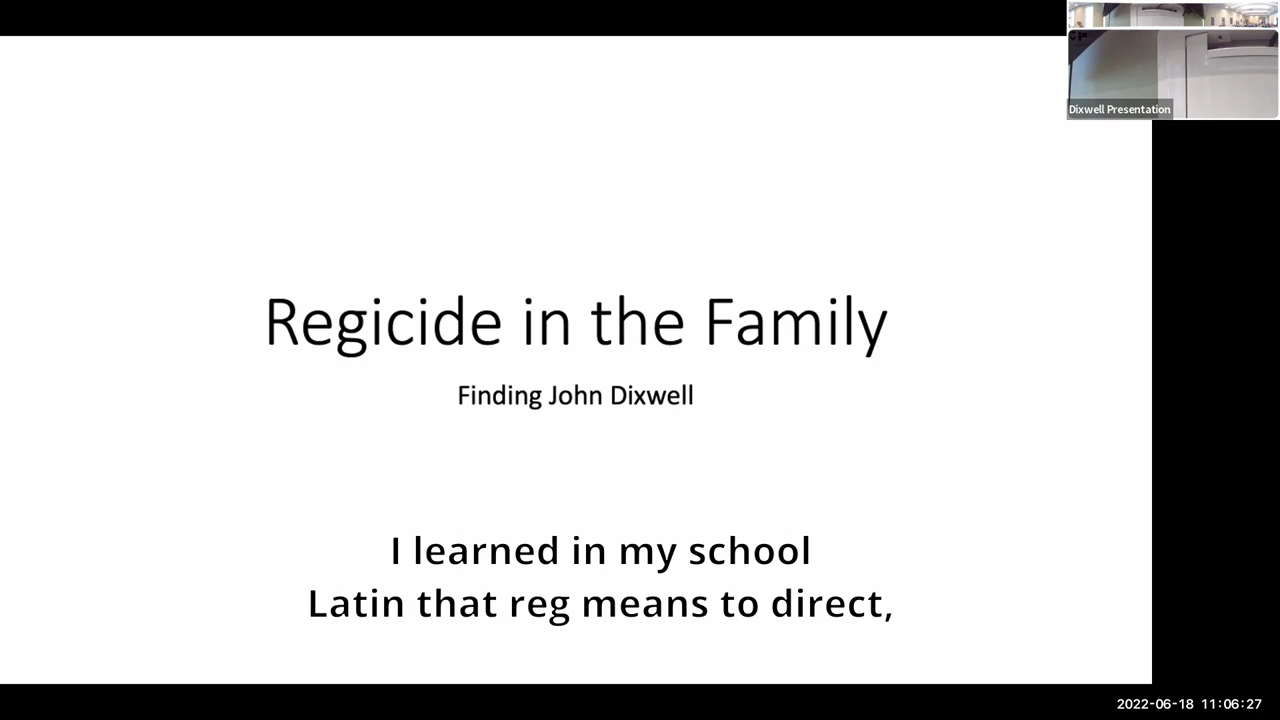 Dixwell Presentation
Regicide in the Family
Finding John Dixwell
I learned in my school
Latin that reg means to direct,
2022-06-18 11:06:27